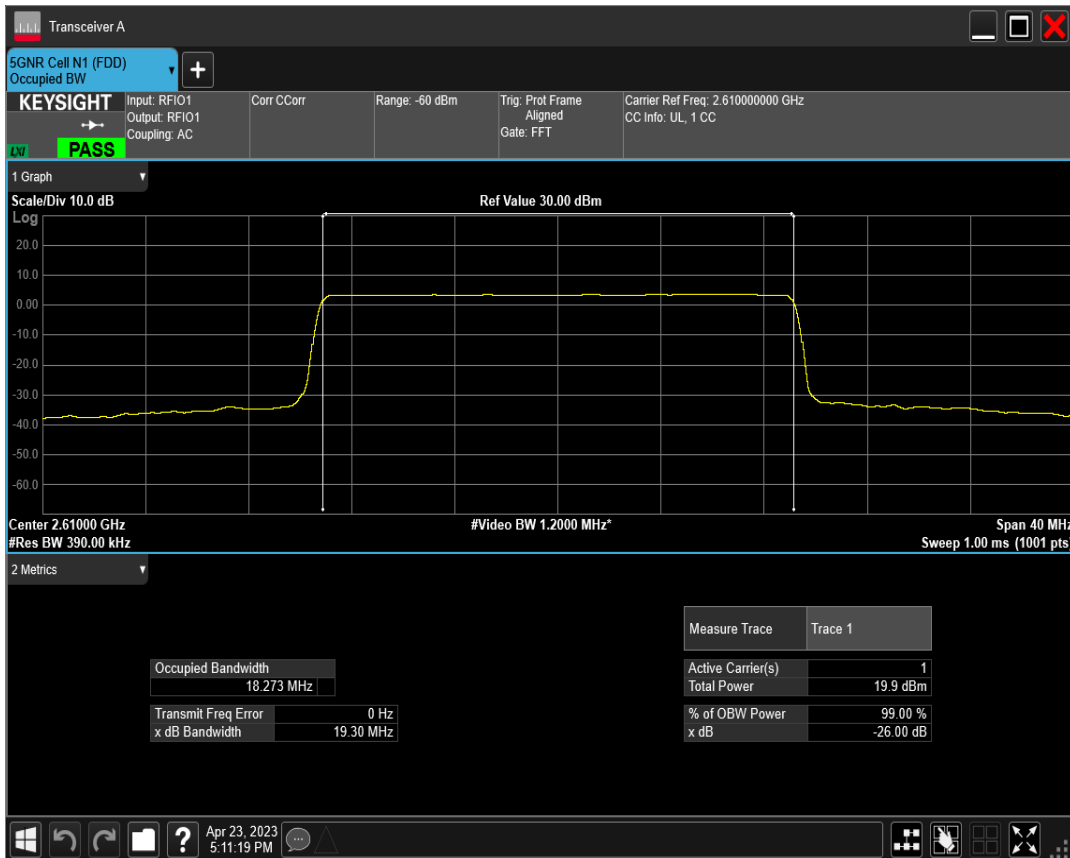 Transceiver A
5GNR Cell N1 (FDD)
Occupied BW
+
KEYSIGHT
LXI
PASS
Input: RFIO1
Output: RFIO1
Coupling: AC
Corr CCorr
Range: -60 dBm
Trig: Prot Frame
Aligned
Gate: FFT
Carrier Ref Freq: 2.610000000 GHz
CC Info: UL, 1 CC
1 Graph
Scale/Div 10.0 dB
Ref Value 30.00 dBm
Log
20.0
10.0
0.00
-10.0
-20.0
-30.0
-40.0
-50.0
-60.0
Center 2.61000 GHz
#Video BW 1.2000 MHz*
Span 40 MHz
#Res BW 390.00 kHz
Sweep 1.00 ms (1001 pts)
2 Metrics
Measure Trace Trace 1
Occupied Bandwidth
18.273 MHz
Active Carrier(s) 1
Total Power 19.9 dBm
Transmit Freq Error 0 Hz
x dB Bandwidth 19.30 MHz
% of OBW Power 99.00 %
x dB -26.00 dB
?
Apr 23, 2023
5:11:19 PM